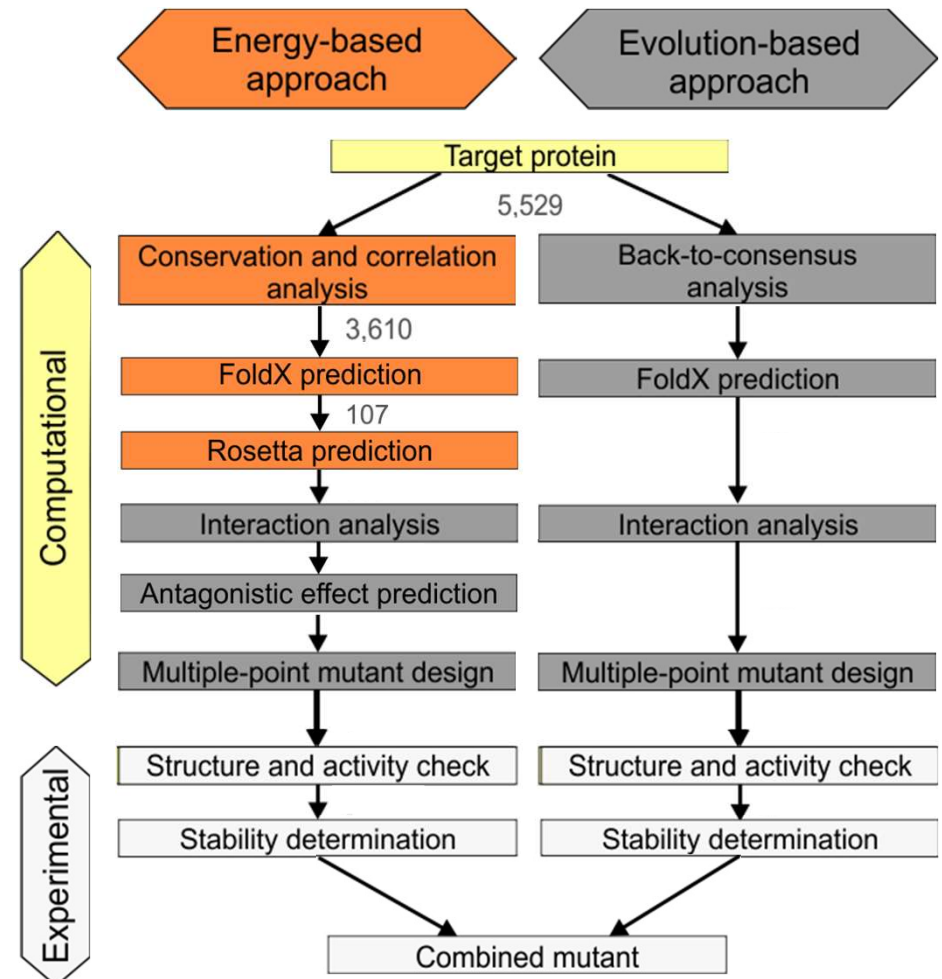 Energy-based
approach
Evolution-based
approach
Target protein
5,529
Conservation and correlation
analysis
Back-to-consensus
analysis
3,610
FoldX prediction
FoldX prediction
107
Rosetta prediction
Interaction analysis
Interaction analysis
Antagonistic effect prediction
Multiple-point mutant design
Multiple-point mutant design
Structure and activity check
Structure and activity check
Stability determination
Stability determination
Combined mutant
Computational
Experimental